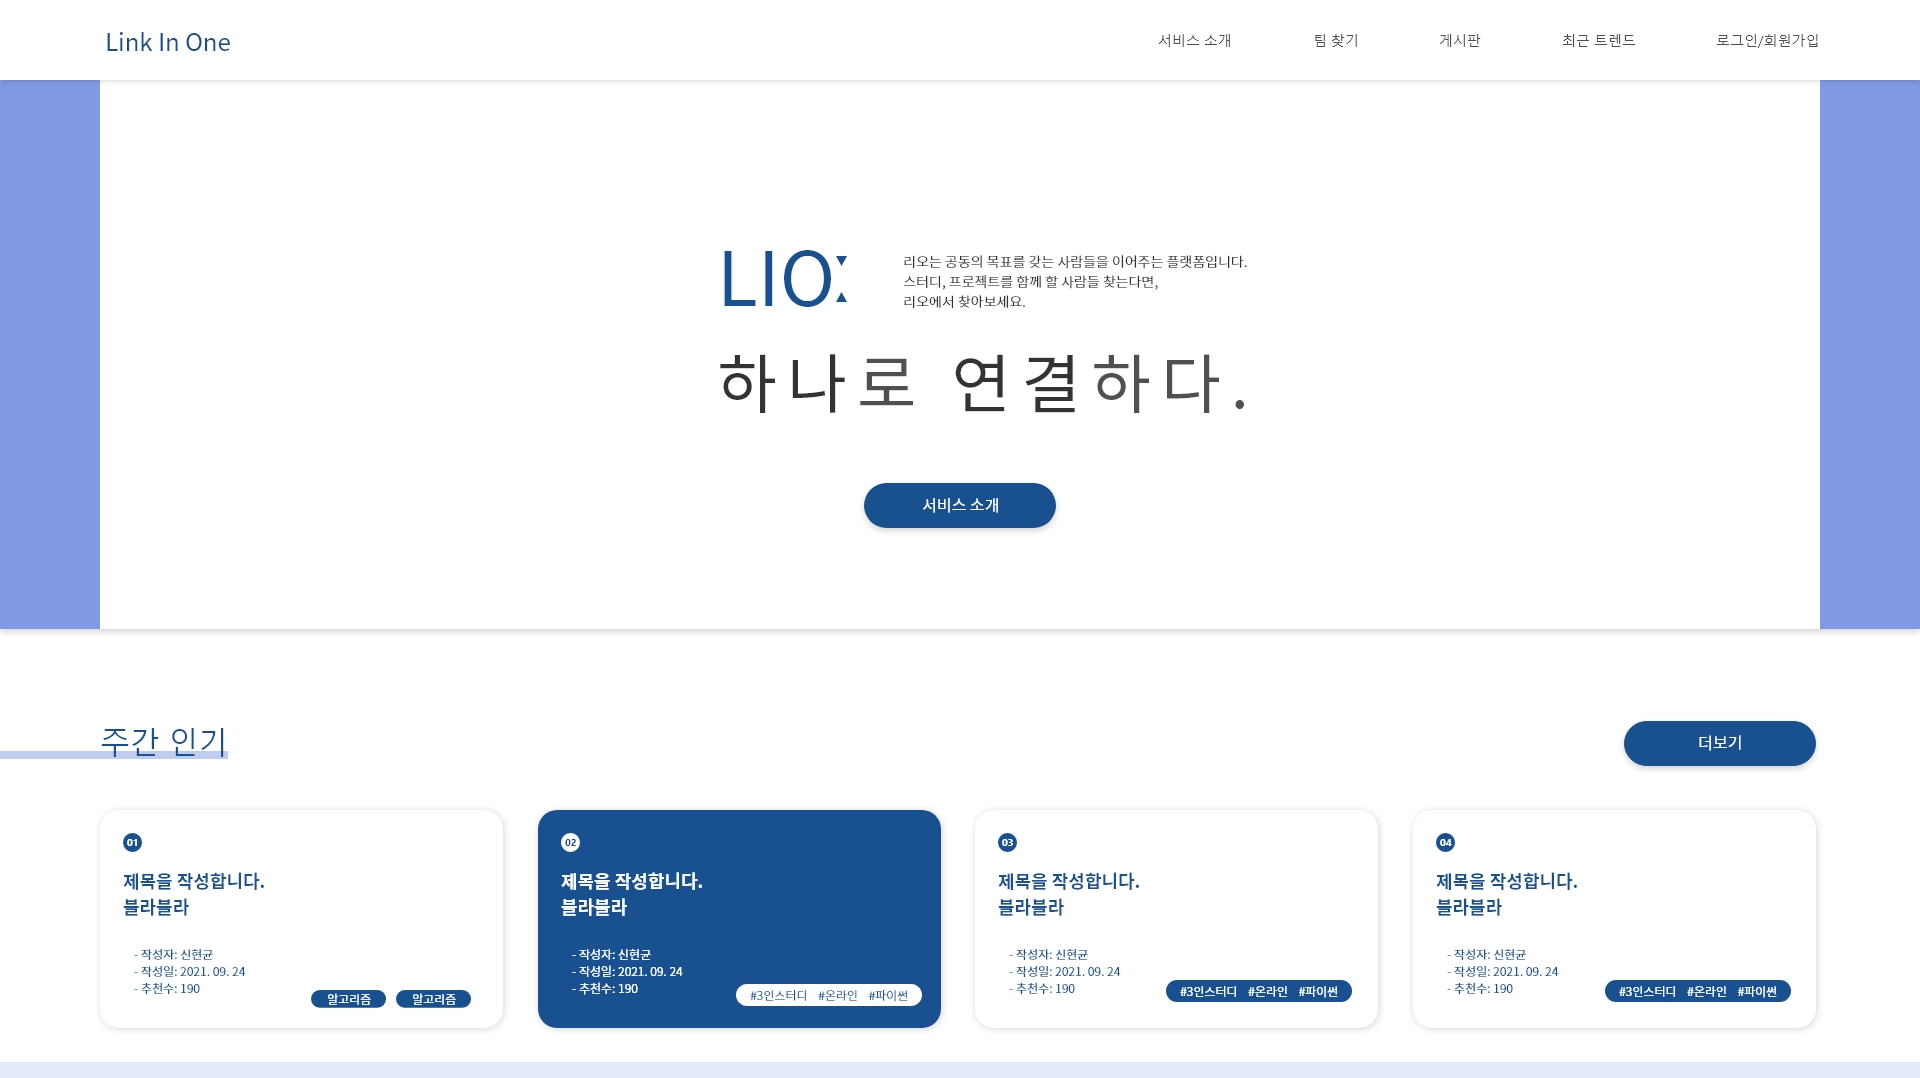 Link In One
서비스 소개
팀 찾기
게시판
최근 트렌드
로그인/회원가입
LIO:
리오는 공동의 목표를 갖는 사람들을 이어주는 플랫폼입니다.
스터디, 프로젝트를 함께 할 사람들 찾는다면,
리오에서 찾아보세요.
하나로 연결하다.
서비스 소개
주간 인기
더보기
01
제목을 작성합니다.
블라블라
- 작성자: 신현균
- 작성일: 2021. 09. 24
- 추천수: 190
알고리즘
알고리즘
02
제목을 작성합니다.
블라블라
- 작성자: 신현균
- 작성일: 2021. 09. 24
- 추천수: 190
#3인스터디 #온라인 #파이썬
03
제목을 작성합니다.
블라블라
- 작성자: 신현균
- 작성일: 2021. 09. 24
- 추천수: 190
#3인스터디 #온라인 #파이썬
04
제목을 작성합니다.
블라블라
- 작성자: 신현균
- 작성일: 2021. 09. 24
- 추천수: 190
#3인스터디 #온라인 #파이썬